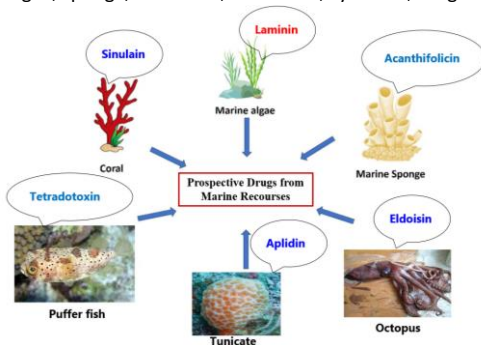 Sinulain
Laminin
Acanthifolicin
Marine algae
Coral
Marine Sponge
Prospective Drugs from
Marine Recourses
Tetradotoxin
Eldoisin
Aplidin
Puffer fish
Tunicate
Octopus